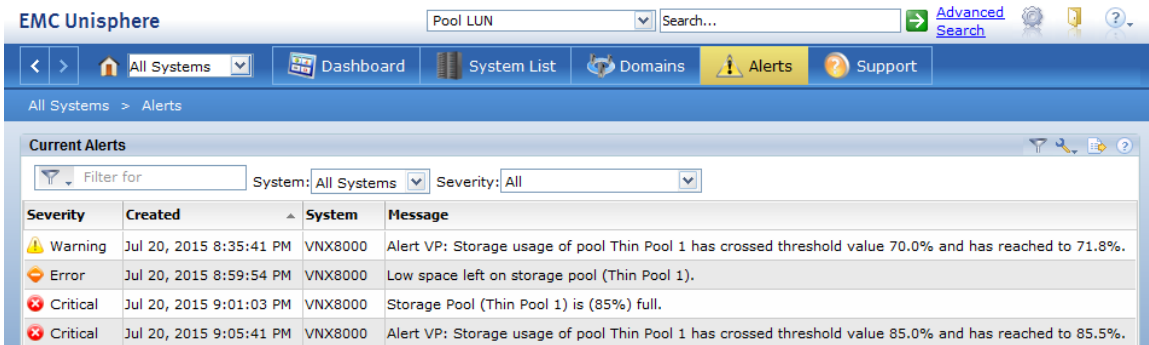 EMC Unisphere
Pool LUN Search... Advanced Search
All Systems Dashboard System List Domains Alerts Support
All Systems > Alerts
Current Alerts
Filter for System: All Systems Severity: All
Severity Created System Message
Warning Jul 20, 2015 8:35:41 PM VNX8000 Alert VP: Storage usage of pool Thin Pool 1 has crossed threshold value 70.0% and has reached to 71.8%.
Error Jul 20, 2015 8:59:54 PM VNX8000 Low space left on storage pool (Thin Pool 1).
Critical Jul 20, 2015 9:01:03 PM VNX8000 Storage Pool (Thin Pool 1) is (85%) full.
Critical Jul 20, 2015 9:05:41 PM VNX8000 Alert VP: Storage usage of pool Thin Pool 1 has crossed threshold value 85.0% and has reached to 85.5%.